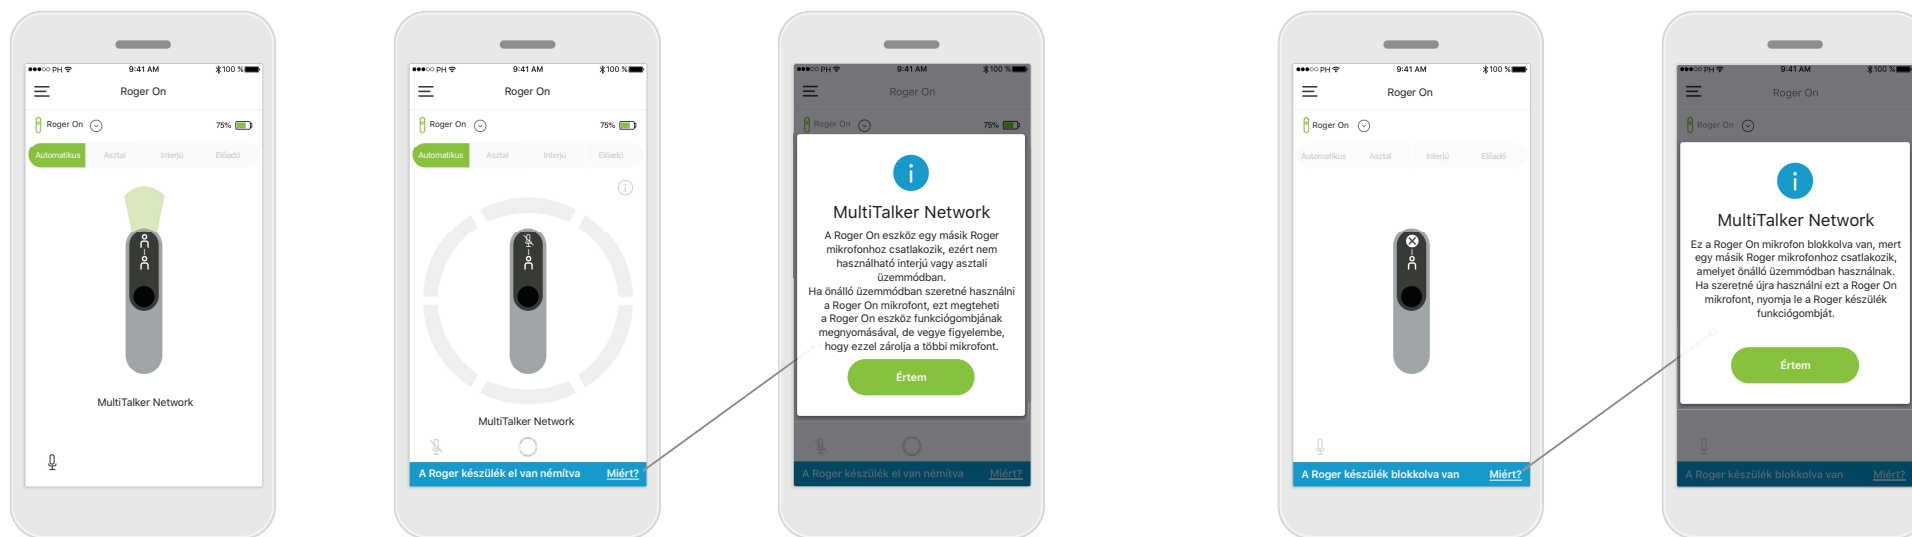 PH 9:41 AM 100 %
Roger On
Roger On 75%
Automatikus Asztal Interjú Előadó
MultiTalker Network
PH 9:41 AM 100 %
Roger On
Roger On 75%
Automatikus Asztal Interjú Előadó
MultiTalker Network
A Roger készülék el van némítva Miért?
PH 9:41 AM 100 %
Roger On
Roger On 75%
MultiTalker Network
A Roger On eszköz egy másik Roger
mikrofonhoz csatlakozik, ezért nem
használható interjú vagy asztali
üzemmódban.
Ha önálló üzemmódban szeretné használni
a Roger On mikrofont, ezt megteheti
a Roger On eszköz funkciógombjának
megnyomásával, de vegye figyelembe,
hogy ezzel zárolja a többi mikrofont.
Értem
A Roger készülék el van némítva Miért?
PH 9:41 AM 100 %
Roger On
Roger On
Automatikus Asztal Interjú Előadó
A Roger készülék blokkolva van Miért?
PH 9:41 AM 100 %
Roger On
Roger On
MultiTalker Network
Ez a Roger On mikrofon blokkolva van, mert
egy másik Roger mikrofonhoz csatlakozik,
amelyet önálló üzemmódban használnak.
Ha szeretné újra használni ezt a Roger On
mikrofont, nyomja le a Roger készülék
funkciógombját.
Értem
A Roger készülék blokkolva van Miért?